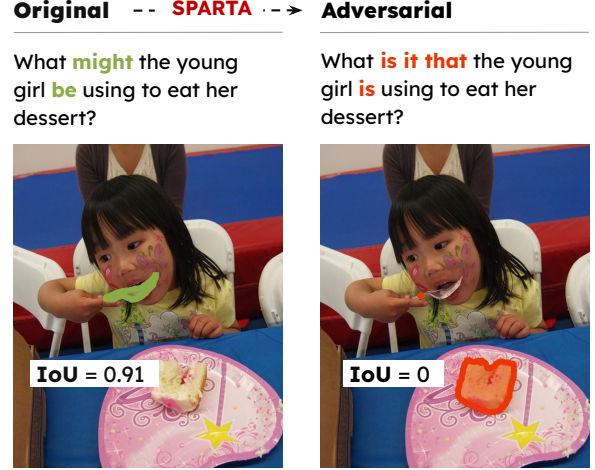 Original -- SPARTA --> Adversarial
What might the young
girl be using to eat her
dessert?
What is it that the young
girl is using to eat her
dessert?
IoU = 0.91
IoU = 0